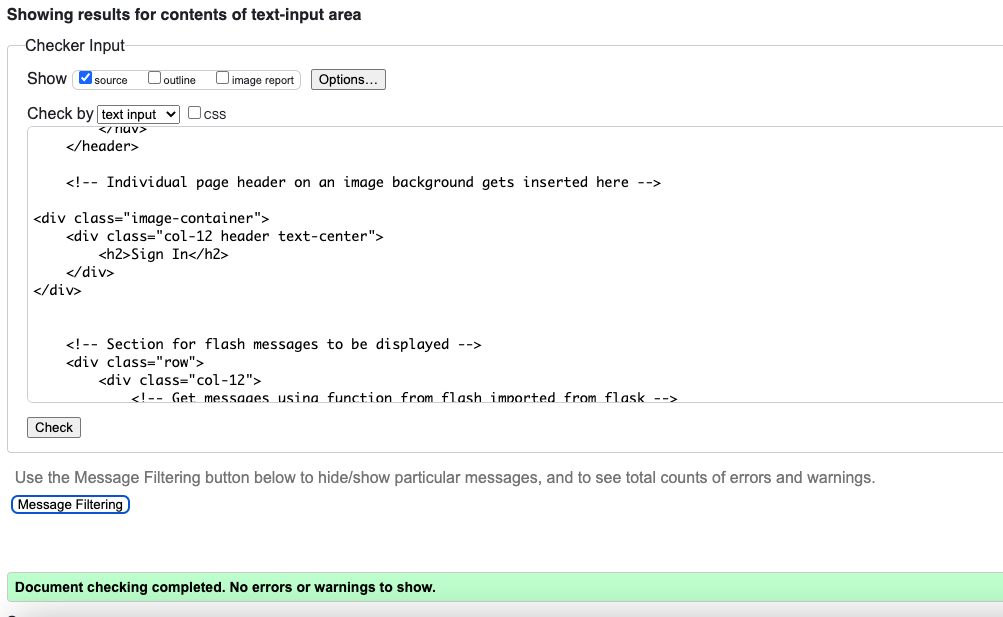 Showing results for contents of text-input area
Checker Input
Show source outline image report Options...
Check by text input CSS
</nav>
</header>
<!-- Individual page header on an image background gets inserted here -->
<div class="image-container">
<div class="col-12 header text-center">
<h2>Sign In</h2>
</div>
</div>
<!-- Section for flash messages to be displayed -->
<div class="row">
<div class="col-12">
<!-- Get messages using function from flash imported from flask -->
Check
Use the Message Filtering button below to hide/show particular messages, and to see total counts of errors and warnings.
Message Filtering
Document checking completed. No errors or warnings to show.